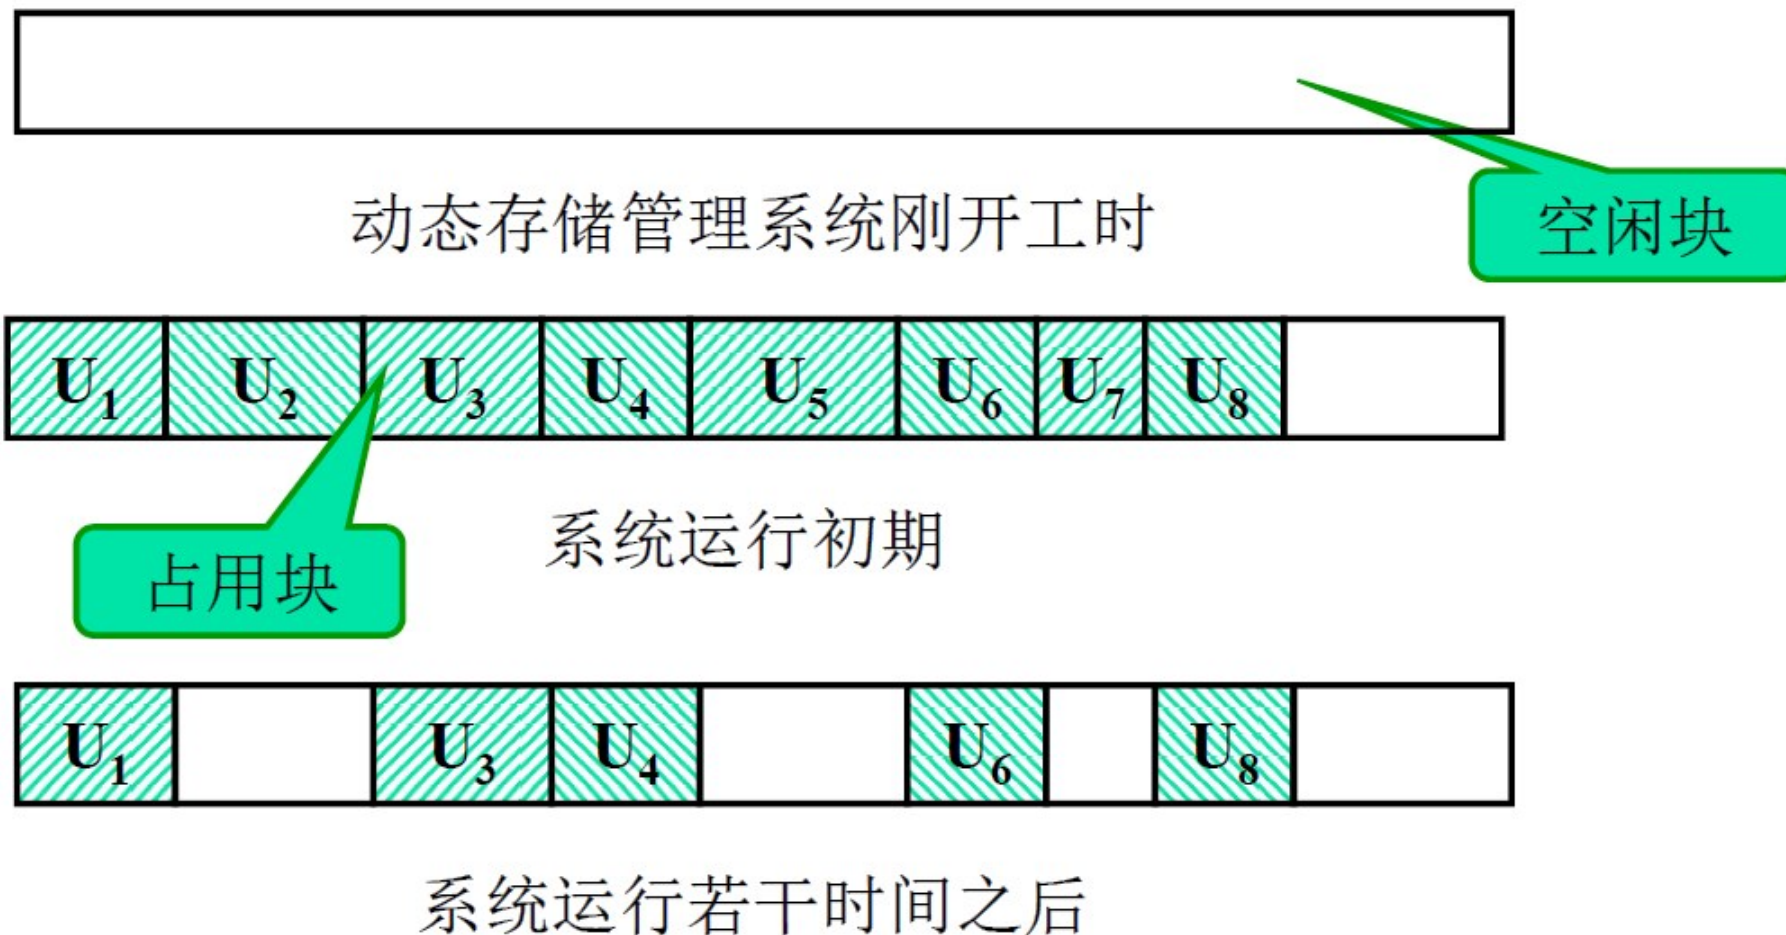 动态存储管理系统刚开工时
空闲块
U1 U2 U3 U4 U5 U6 U7 U8
系统运行初期
占用块
U1 U3 U4 U6 U8
系统运行若干时间之后